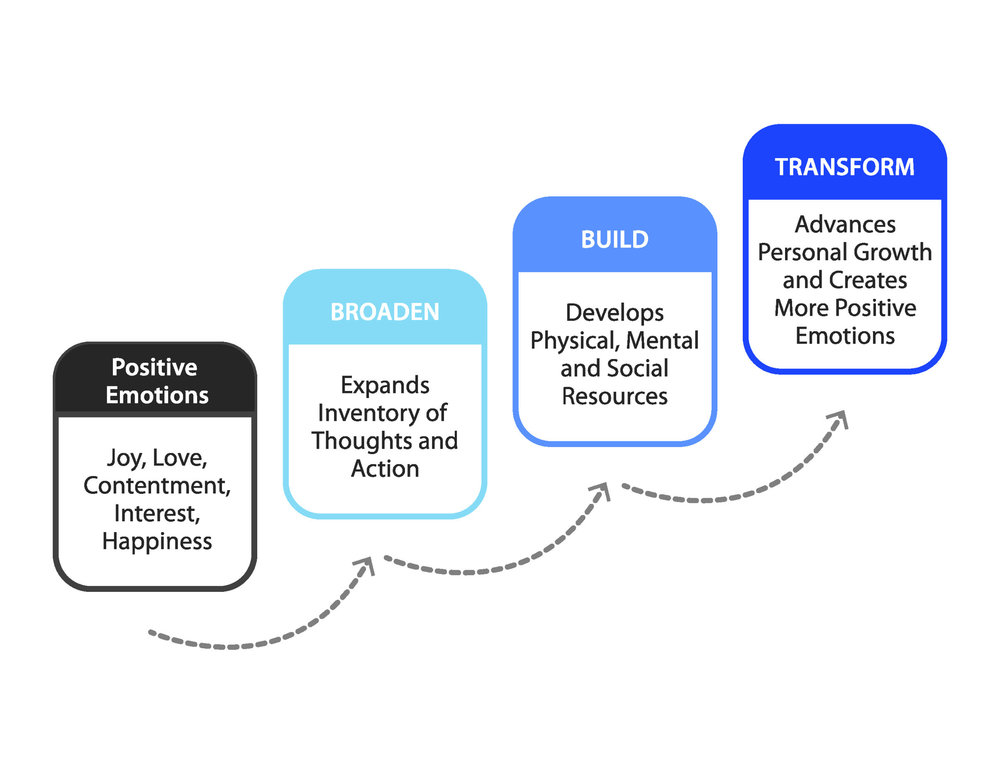 Positive
Emotions
Joy, Love,
Contentment,
Interest,
Happiness
BROADEN
Expands
Inventory of
Thoughts and
Action
BUILD
Develops
Physical, Mental
and Social
Resources
TRANSFORM
Advances
Personal Growth
and Creates
More Positive
Emotions